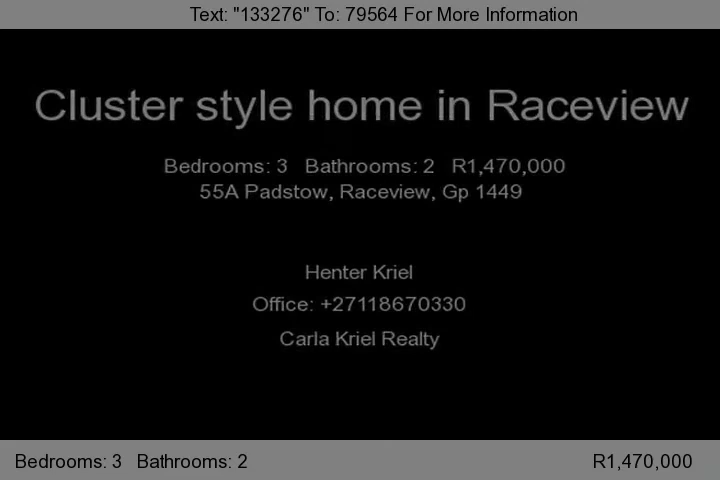 Text: "133276" To: 79564 For More Information
Cluster style home in Raceview
Bedrooms: 3 Bathrooms: 2 R1,470,000
55A Padstow, Raceview, Gp 1449
Henter Kriel
Office: +27118670330
Carla Kriel Realty
Bedrooms: 3 Bathrooms: 2 R1,470,000